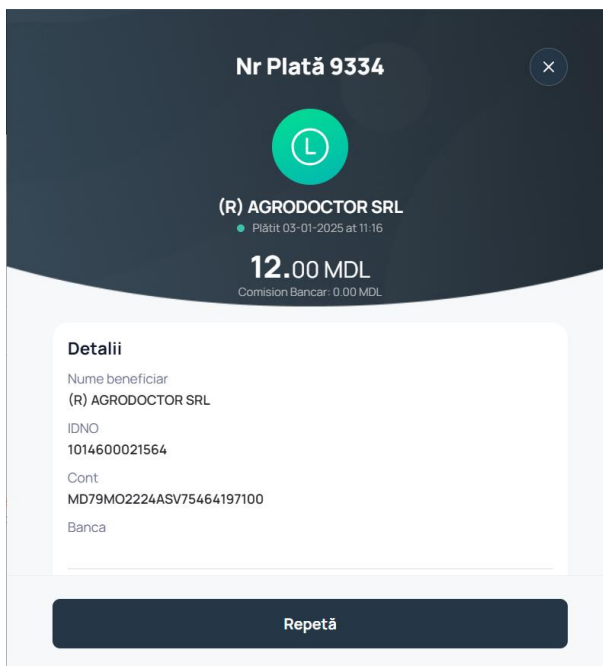 Nr Plată 9334
L
(R) AGRODOCTOR SRL
Plătit 03-01-2025 at 11:16
12.00 MDL
Comision Bancar: 0.00 MDL
Detalii
Nume beneficiar
(R) AGRODOCTOR SRL
IDNO
1014600021564
Cont
MD79MO2224ASV75464197100
Banca
Repetă